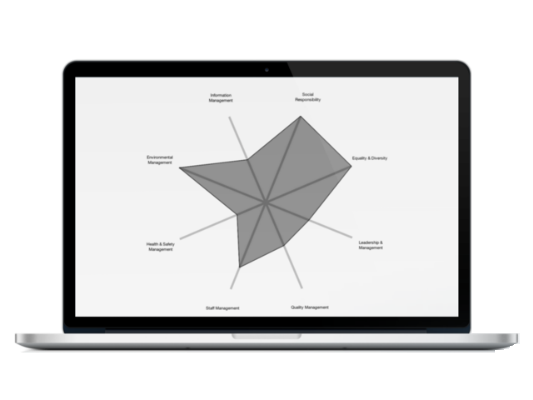 Information
Management
Social
Responsibility
Environmental
Management
Equality & Diversity
Health & Safety
Management
Leadership &
Management
Staff Management
Quality Management